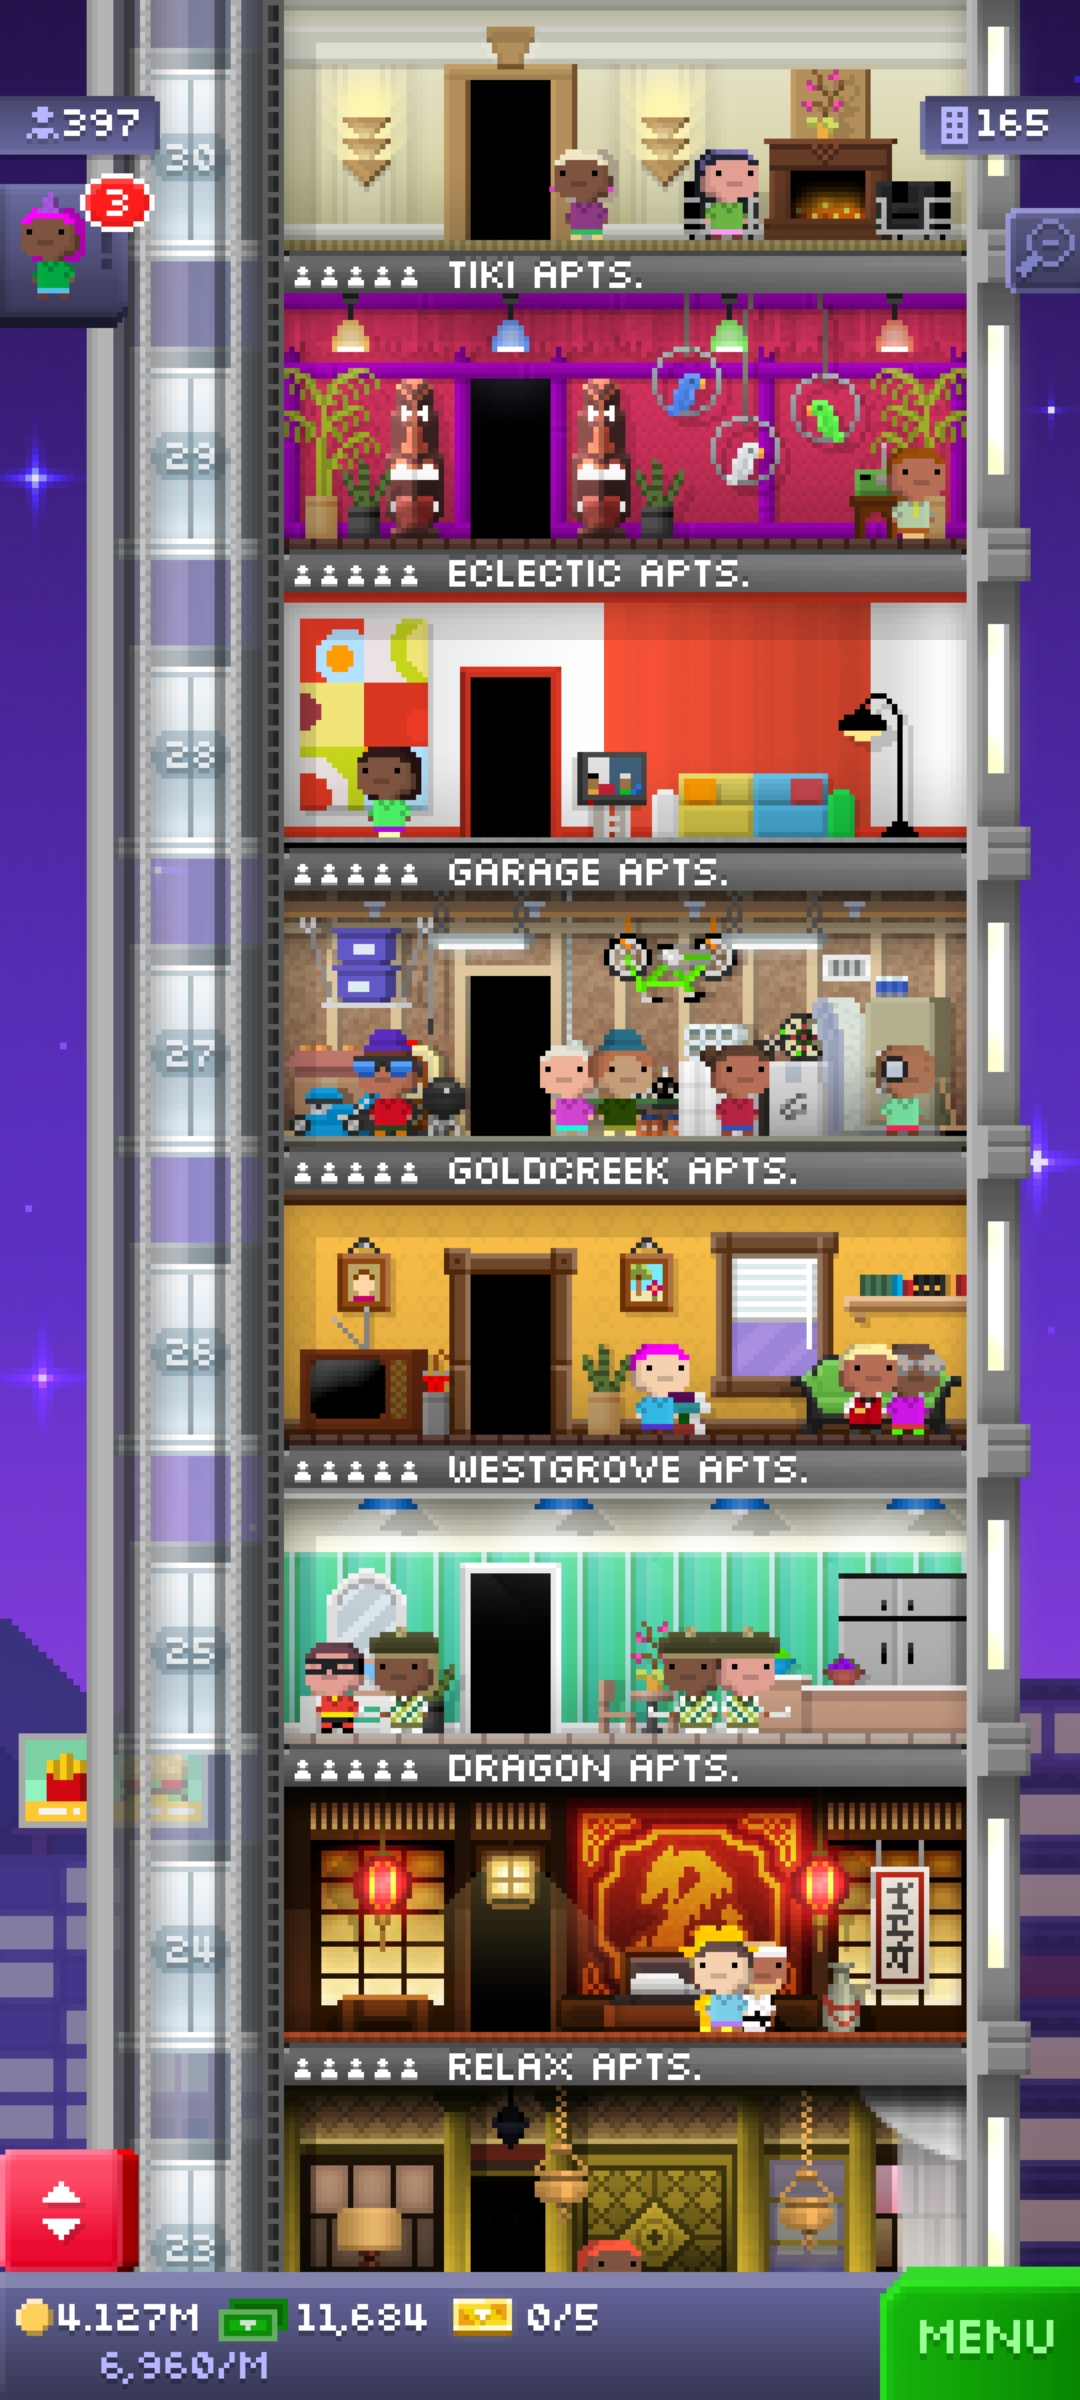 397
165
30
3
TIKI APTS.
29
ECLECTIC APTS.
28
GARAGE APTS.
27
GOLDCREEK APTS.
26
WESTGROVE APTS.
25
DRAGON APTS.
24
RELAX APTS.
23
4.127M 11,684 0/5
6,960/M
MENU